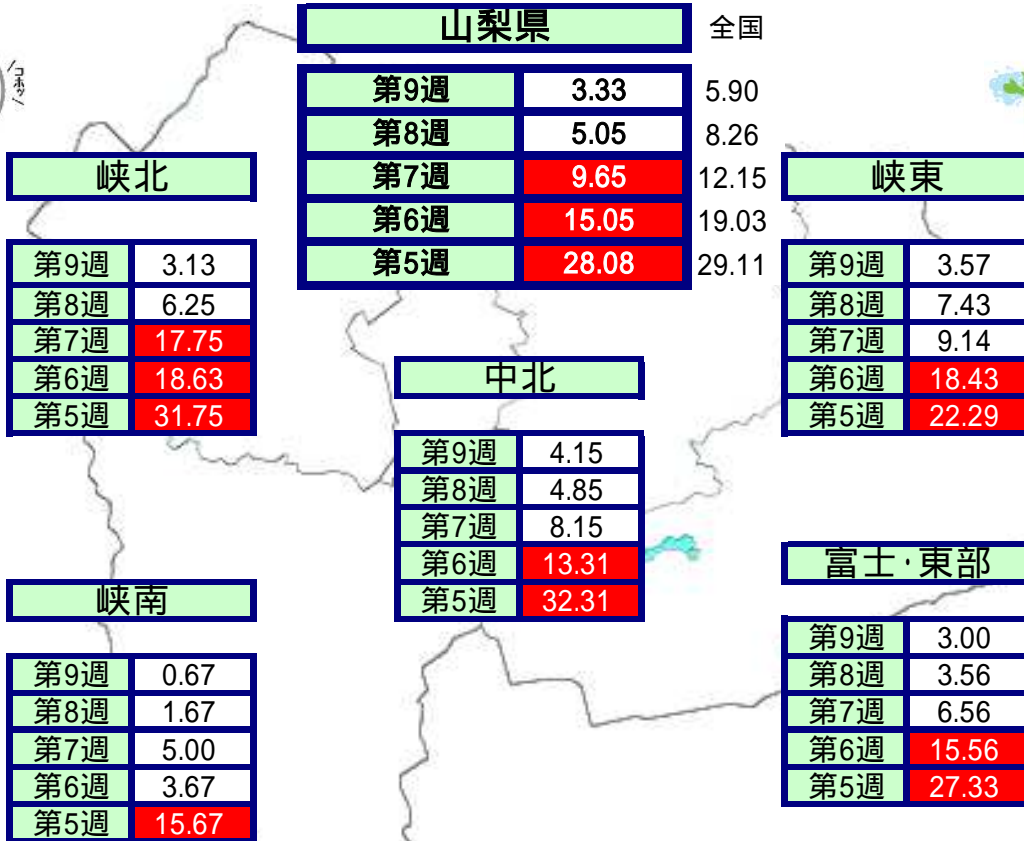 山梨県 全国
第9週 3.33 5.90
第8週 5.05 8.26
第7週 9.65 12.15
第6週 15.05 19.03
第5週 28.08 29.11
コホッ
峡北
第9週 3.13
第8週 6.25
第7週 17.75
第6週 18.63
第5週 31.75
峡東
第9週 3.57
第8週 7.43
第7週 9.14
第6週 18.43
第5週 22.29
中北
第9週 4.15
第8週 4.85
第7週 8.15
第6週 13.31
第5週 32.31
峡南
第9週 0.67
第8週 1.67
第7週 5.00
第6週 3.67
第5週 15.67
富士・東部
第9週 3.00
第8週 3.56
第7週 6.56
第6週 15.56
第5週 27.33